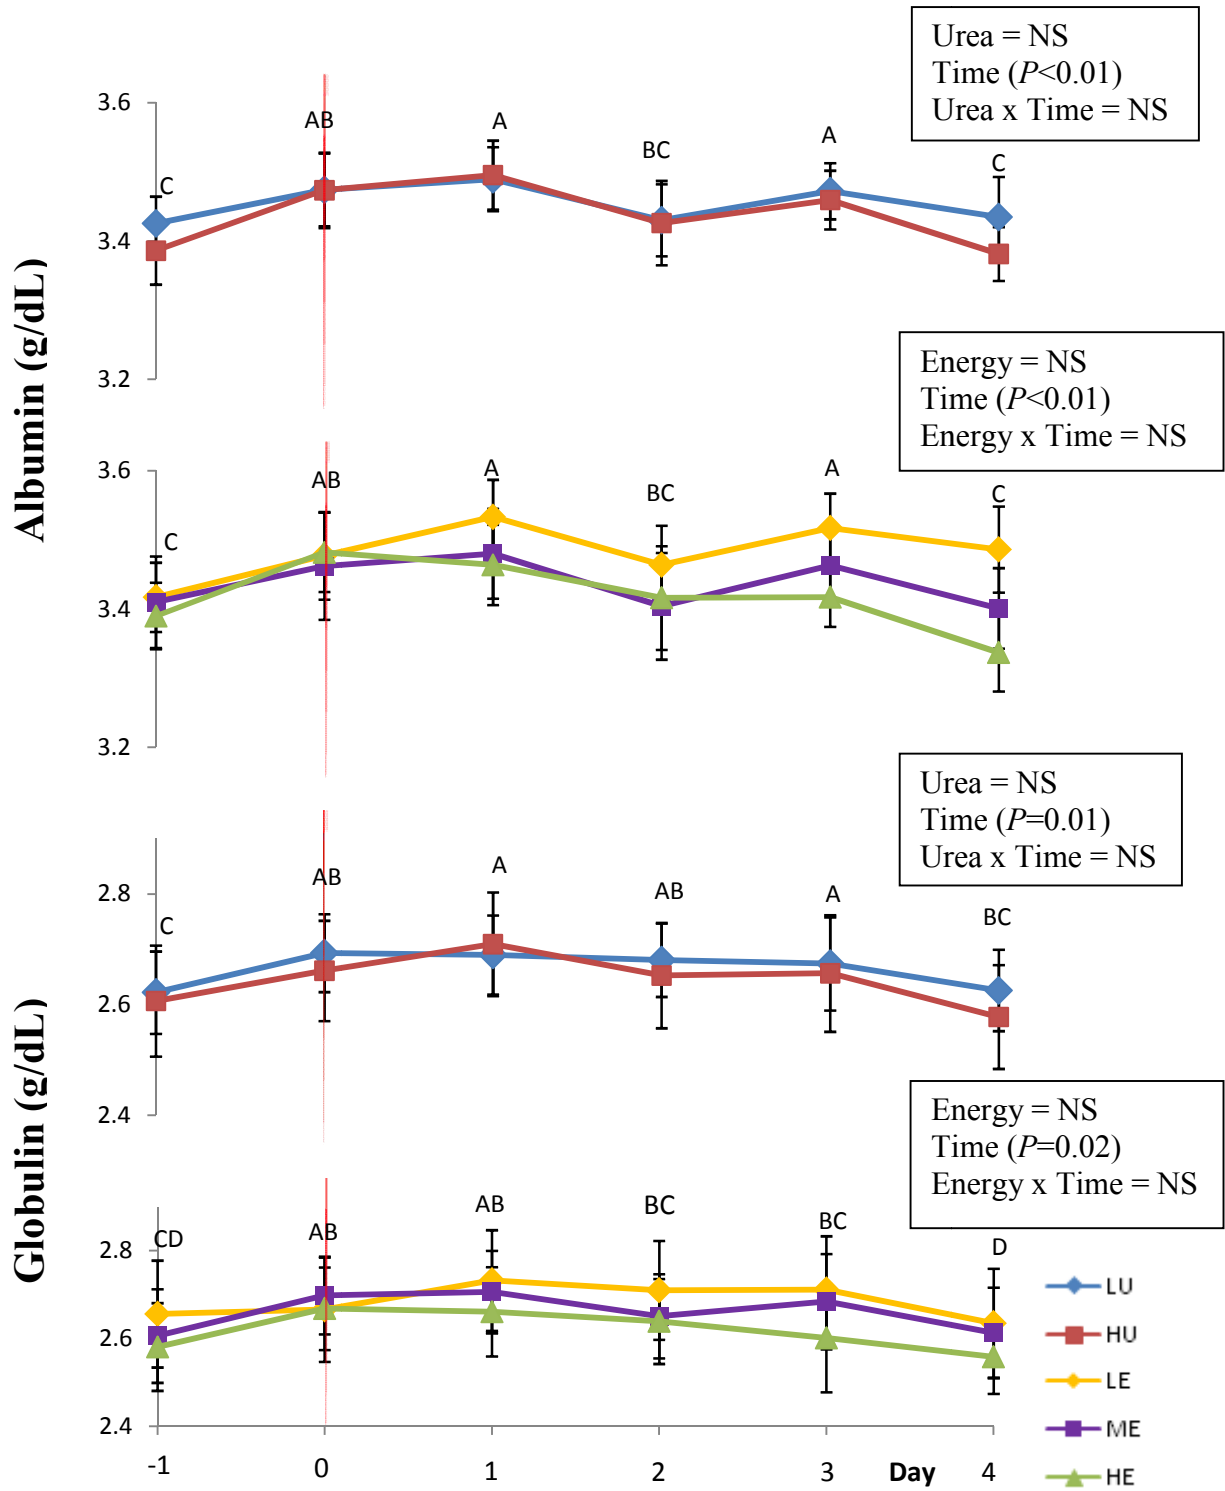 Urea = NS
Time (P<0.01)
Urea x Time = NS
3.6
3.4
3.2
C
AB
A
BC
A
C
Albumin (g/dL)
Energy = NS
Time (P<0.01)
Energy x Time = NS
3.6
3.4
3.2
C
AB
A
BC
A
C
Urea = NS
Time (P=0.01)
Urea x Time = NS
2.8
2.6
2.4
C
AB
A
AB
A
BC
Globulin (g/dL)
Energy = NS
Time (P=0.02)
Energy x Time = NS
2.8
2.6
2.4
CD
AB
AB
BC
BC
D
LU
HU
LE
ME
HE
-1 0 1 2 3 Day 4